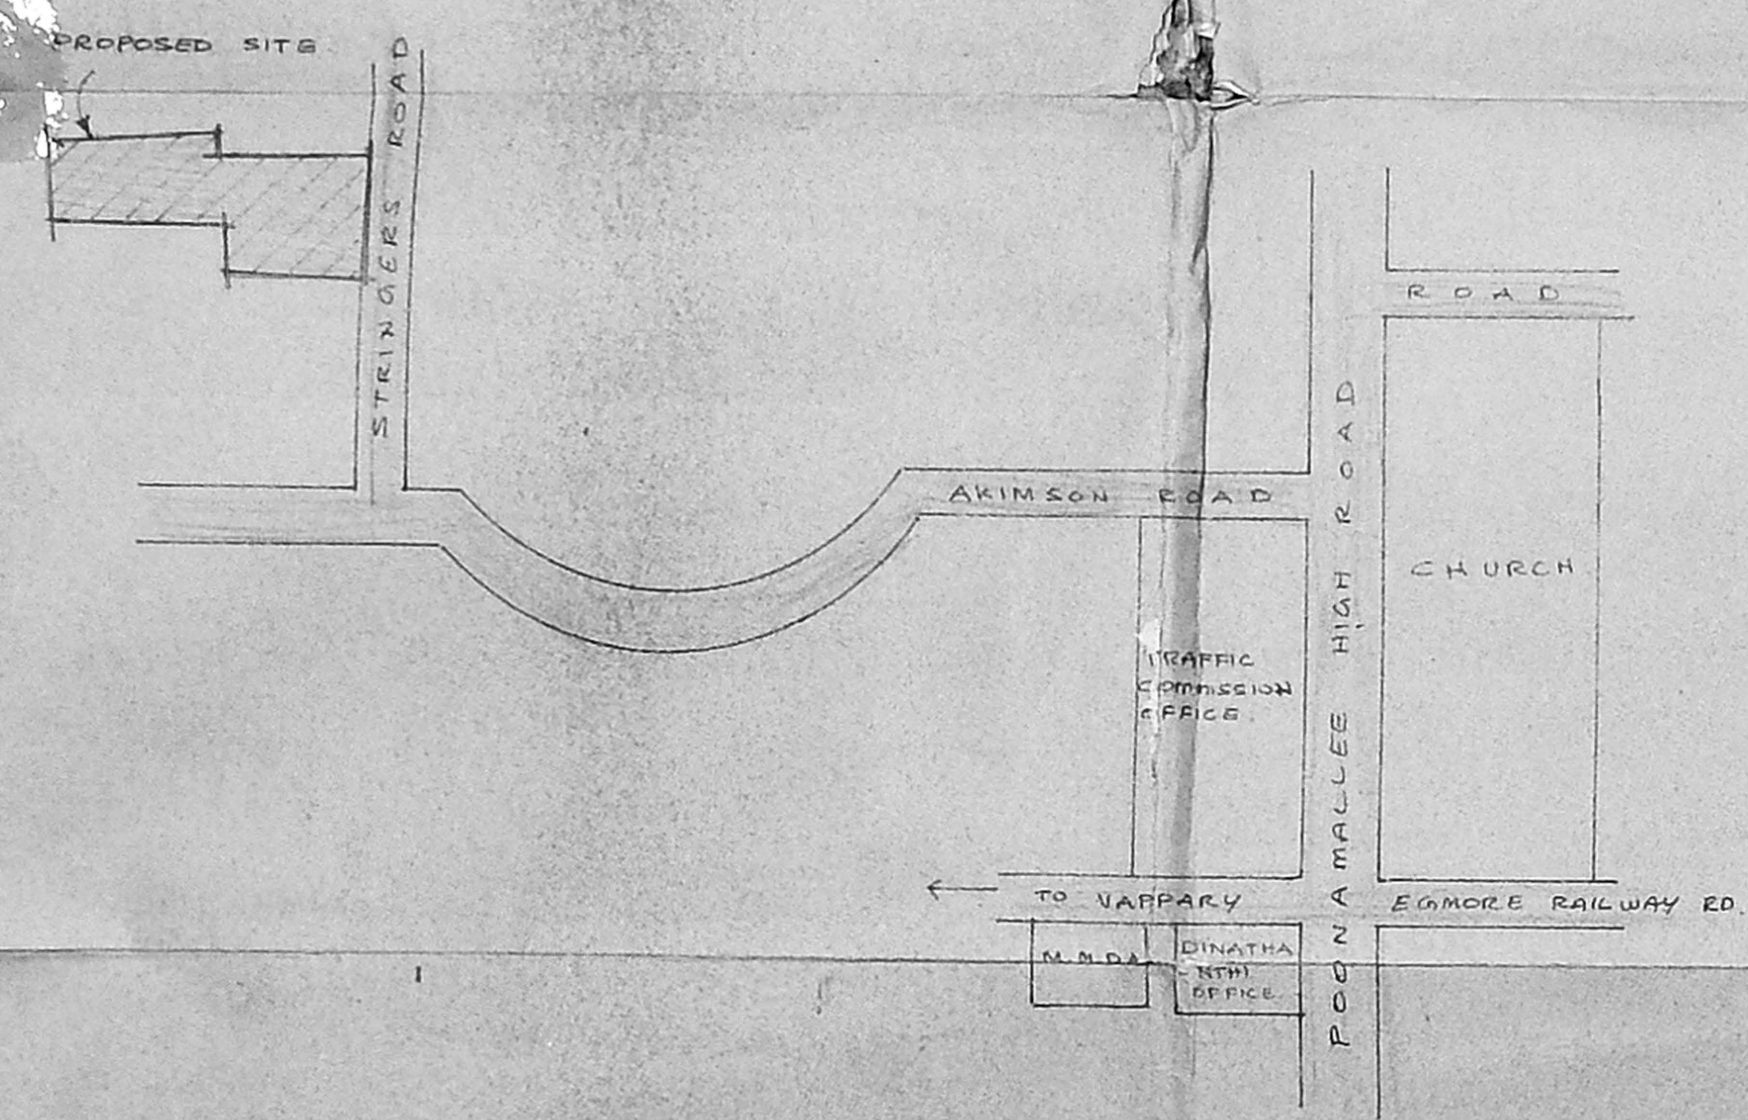 PROPOSED SITE
STRINGERS ROAD
ROAD
AKIMSON ROAD
POONAMALLEE HIGH ROAD
CHURCH
TRAFFIC
COMMISSION
OFFICE.
TO VAPPARY
EGMORE RAILWAY RD.
M.M.D.A
DINATHA
-NTHI
OFFICE